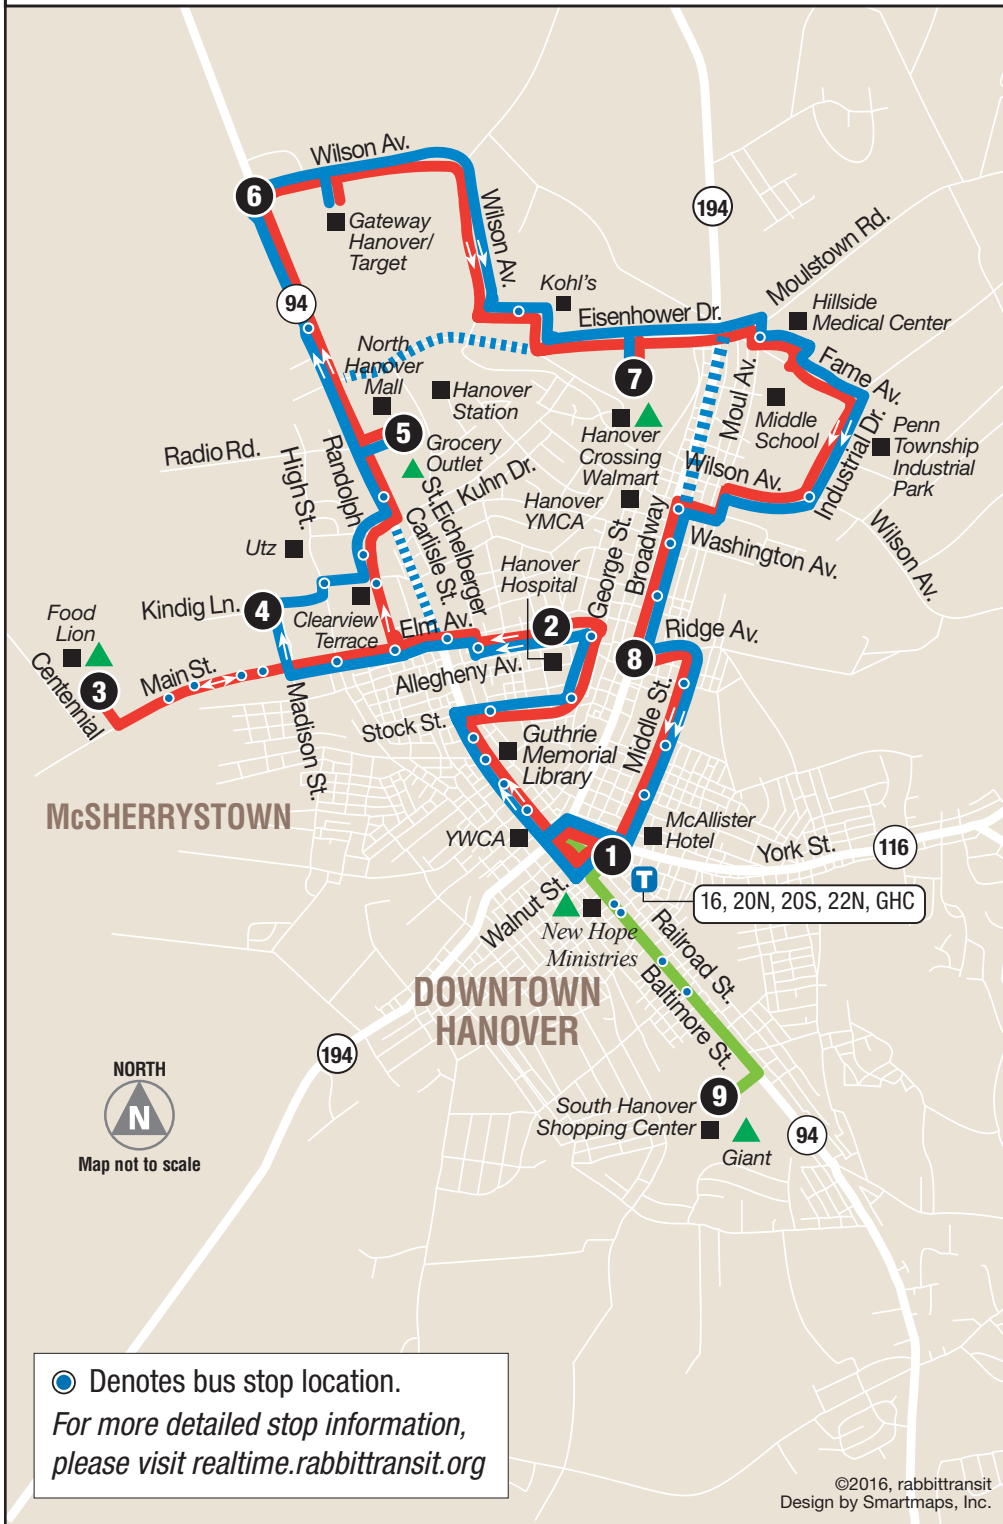 Wilson Av.
6
Gateway
Hanover/
Target
Wilson Av.
194
Moulstown Rd.
Kohl's
Eisenhower Dr.
Hillside
Medical Center
94
North
Hanover
Mall
Hanover
Station
7
Moul Av.
Fame Av.
Middle
School
Industrial Dr.
Penn
Township
Industrial
Park
5
Radio Rd.
High St.
Randolph
Grocery
Outlet
Kuhn Dr.
St.
Eichelberger
Carlisle St.
Hanover
Crossing
Walmart
Hanover
YMCA
George St.
Broadway
Wilson Av.
Washington Av.
Wilson Av.
Utz
Hanover
Hospital
Kindig Ln.
4
Clearview
Terrace
Elm Av.
2
Ridge Av.
8
Food
Lion
Centennial
3
Main St.
Madison St.
Allegheny Av.
Stock St.
Guthrie
Memorial
Library
Middle St.
McSHERRYSTOWN
YWCA
McAllister
Hotel
York St.
116
1
T
16, 20N, 20S, 22N, GHC
Walnut St.
New Hope
Ministries
Railroad St.
Baltimore St.
DOWNTOWN
HANOVER
194
NORTH
N
Map not to scale
9
South Hanover
Shopping Center
Giant
94
Denotes bus stop location.
For more detailed stop information,
please visit realtime.rabbittransit.org
©2016, rabbittransit
Design by Smartmaps, Inc.